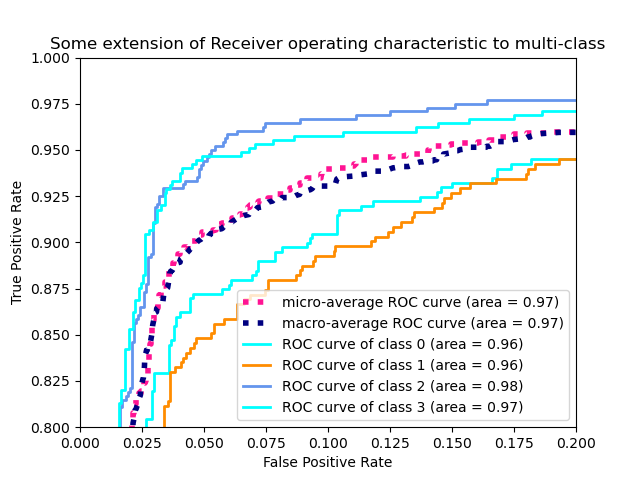 Some extension of Receiver operating characteristic to multi-class
1.000
0.975
0.950
0.925
0.900
0.875
0.850
0.825
0.800
True Positive Rate
micro-average ROC curve (area = 0.97)
macro-average ROC curve (area = 0.97)
ROC curve of class 0 (area = 0.96)
ROC curve of class 1 (area = 0.96)
ROC curve of class 2 (area = 0.98)
ROC curve of class 3 (area = 0.97)
0.000 0.025 0.050 0.075 0.100 0.125 0.150 0.175 0.200
False Positive Rate